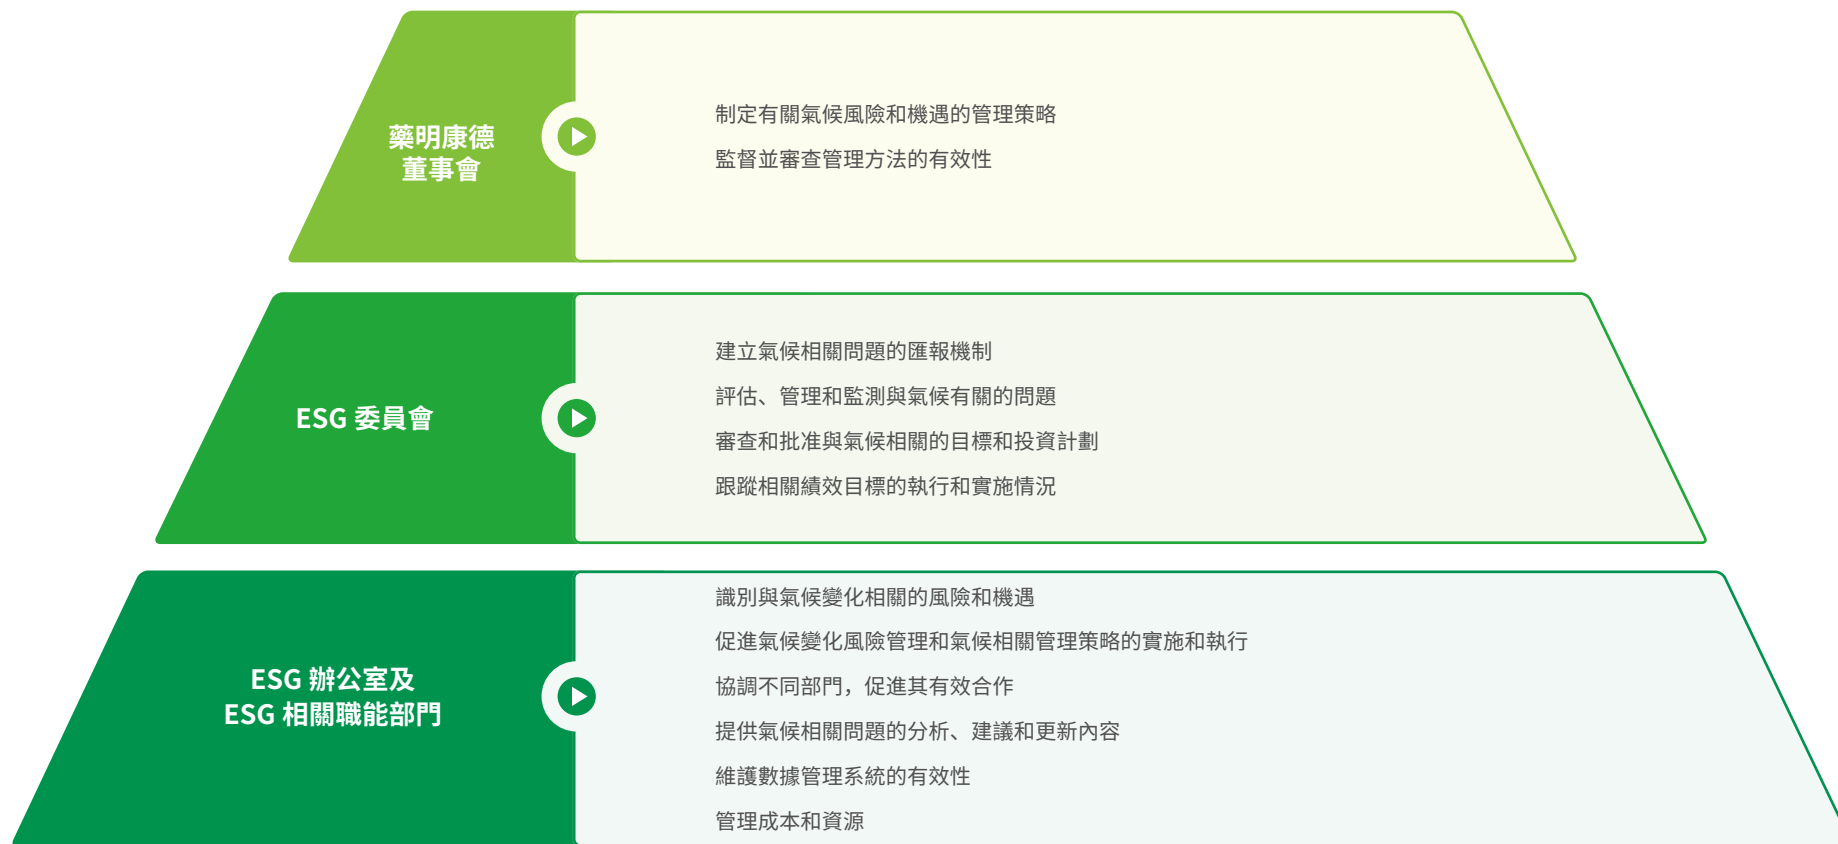 藥明康德
董事會
制定有關氣候風險和機遇的管理策略
監督並審查管理方法的有效性
ESG 委員會
建立氣候相關問題的匯報機制
評估、管理和監測與氣候有關的問題
審查和批准與氣候相關的目標和投資計劃
跟蹤相關績效目標的執行和實施情況
ESG 辦公室及
ESG 相關職能部門
識別與氣候變化相關的風險和機遇
促進氣候變化風險管理和氣候相關管理策略的實施和執行
協調不同部門，促進其有效合作
提供氣候相關問題的分析、建議和更新內容
維護數據管理系統的有效性
管理成本和資源